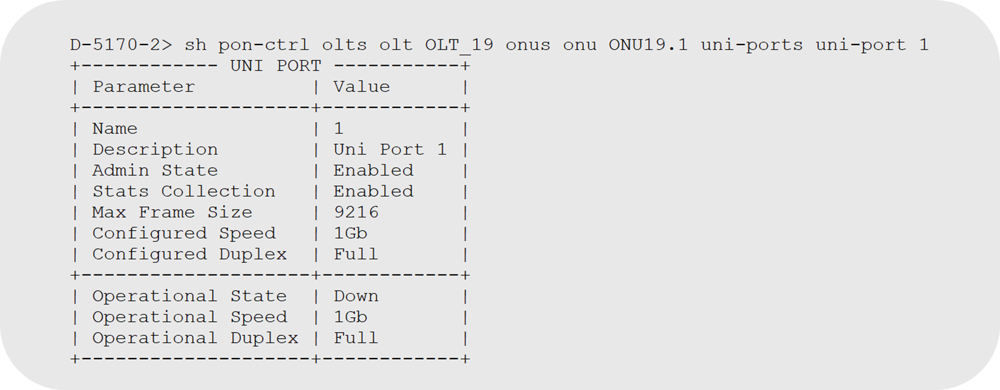 D-5170-2> sh pon-ctrl olts olt OLT_19 onus onu ONU19.1 uni-ports uni-port 1
+------------ UNI PORT -----------+
| Parameter          | Value      |
+--------------------+------------+
| Name               | 1          |
| Description        | Uni Port 1 |
| Admin State        | Enabled    |
| Stats Collection   | Enabled    |
| Max Frame Size     | 9216       |
| Configured Speed   | 1Gb        |
| Configured Duplex  | Full       |
+--------------------+------------+
| Operational State  | Down       |
| Operational Speed  | 1Gb        |
| Operational Duplex | Full       |
+--------------------+------------+